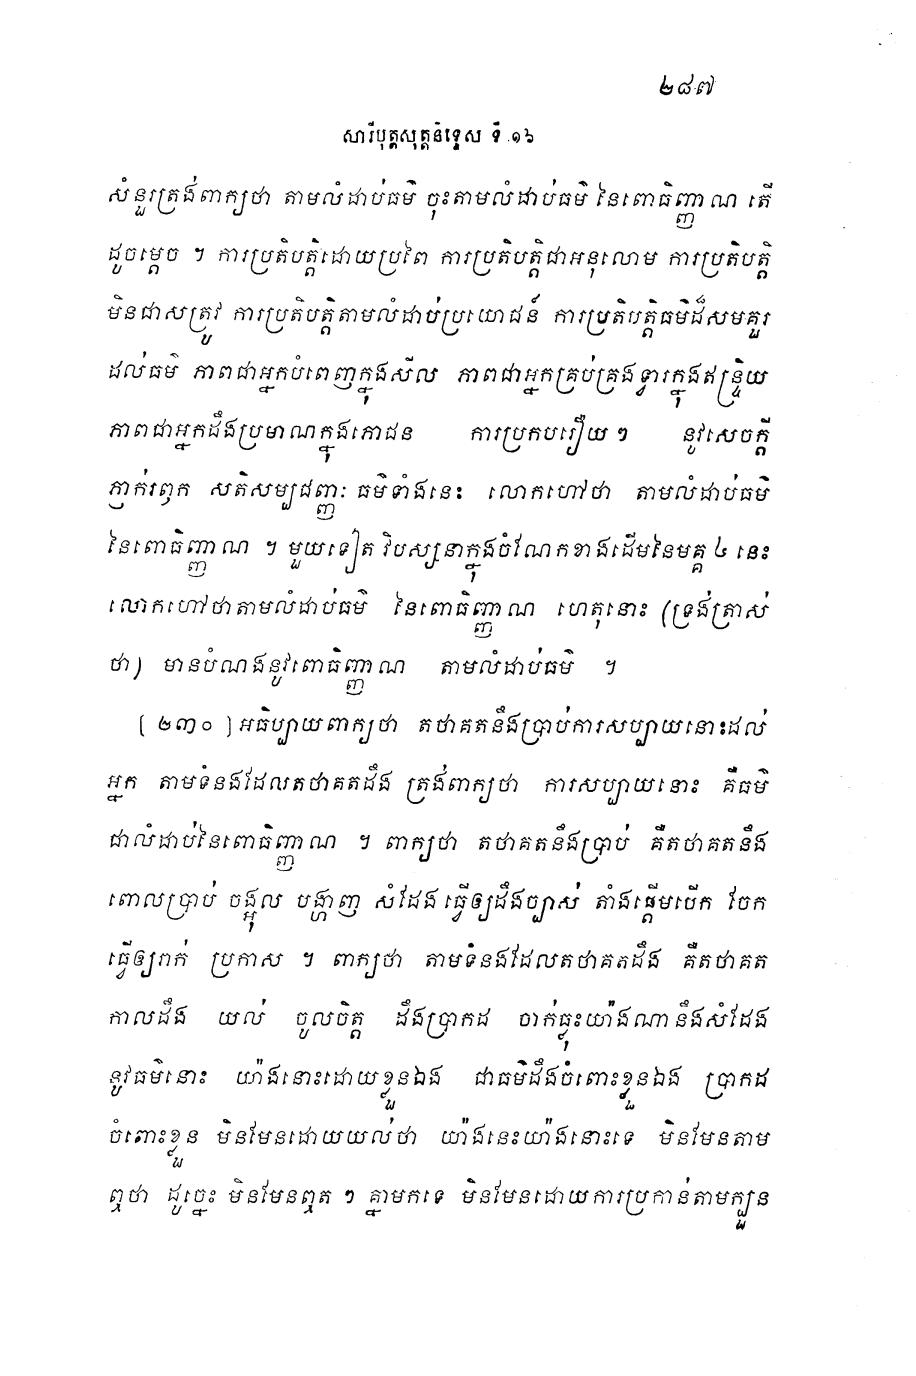 ២៨៧
សារីបុត្តសុត្តនិទ្ទេស ទី ១៦
សំនួរត្រង់ពាក្យថា តាមលំដាប់ធម៌ ចុះតាមលំដាប់ធម៌ នៃពោធិញ្ញាណ តើ
ដូចម្តេច ។ ការប្រតិបត្តិដោយប្រពៃ ការប្រតិបត្តិជាអនុលោម ការប្រតិបត្តិ
មិនជាសត្រូវ ការប្រតិបត្តិតាមលំដាប់ប្រយោជន៍ ការប្រតិបត្តិធម៌ដ៏សមគួរ
ដល់ធម៌ ភាពជាអ្នកបំពេញក្នុងសីល ភាពជាអ្នកគ្រប់គ្រងទ្វារក្នុងឥន្ទ្រិយ
ភាពជាអ្នកដឹងប្រមាណក្នុងភោជន ការប្រកបរឿយៗ នូវសេចក្តី
ភ្ញាក់រឭក សតិសម្បជញ្ញៈ ធម៌ទាំងនេះ លោកហៅថា តាមលំដាប់ធម៌
នៃពោធិញ្ញាណ ។ មួយទៀត វិបស្សនាក្នុងចំណែកខាងដើមនៃមគ្គ ៤ នេះ
លោកហៅថាតាមលំដាប់ធម៌ នៃពោធិញ្ញាណ ហេតុនោះ (ទ្រង់ត្រាស់
ថា) មានបំណងនូវពោធិញ្ញាណ តាមលំដាប់ធម៌ ។
[២៣០] អធិប្បាយពាក្យថា តថាគតនឹងប្រាប់ការសប្បាយនោះដល់
អ្នក តាមទំនងដែលតថាគតដឹង ត្រង់ពាក្យថា ការសប្បាយនោះ គឺធម៌
ជាលំដាប់នៃពោធិញ្ញាណ ។ ពាក្យថា តថាគតនឹងប្រាប់ គឺតថាគតនឹង
ពោលប្រាប់ ចង្អុល បង្ហាញ សំដែង ធ្វើឲ្យដឹងច្បាស់ តាំងផ្តើមបើក ចែក
ធ្វើឲ្យរាក់ ប្រកាស ។ ពាក្យថា តាមទំនងដែលតថាគតដឹង គឺតថាគត
កាលដឹង យល់ ចូលចិត្ត ដឹងប្រាកដ ចាក់ធ្លុះយ៉ាងណា នឹងសំដែង
នូវធម៌នោះ យ៉ាងនោះដោយខ្លួនឯង ជាធម៌ដឹងចំពោះខ្លួនឯង ប្រាកដ
ចំពោះខ្លួន មិនមែនដោយយល់ថា យ៉ាងនេះយ៉ាងនោះទេ មិនមែនតាម
ឮថា ដូច្នេះ មិនមែនឮត ៗ គ្នាមកទេ មិនមែនដោយការប្រកាន់តាមក្បួន